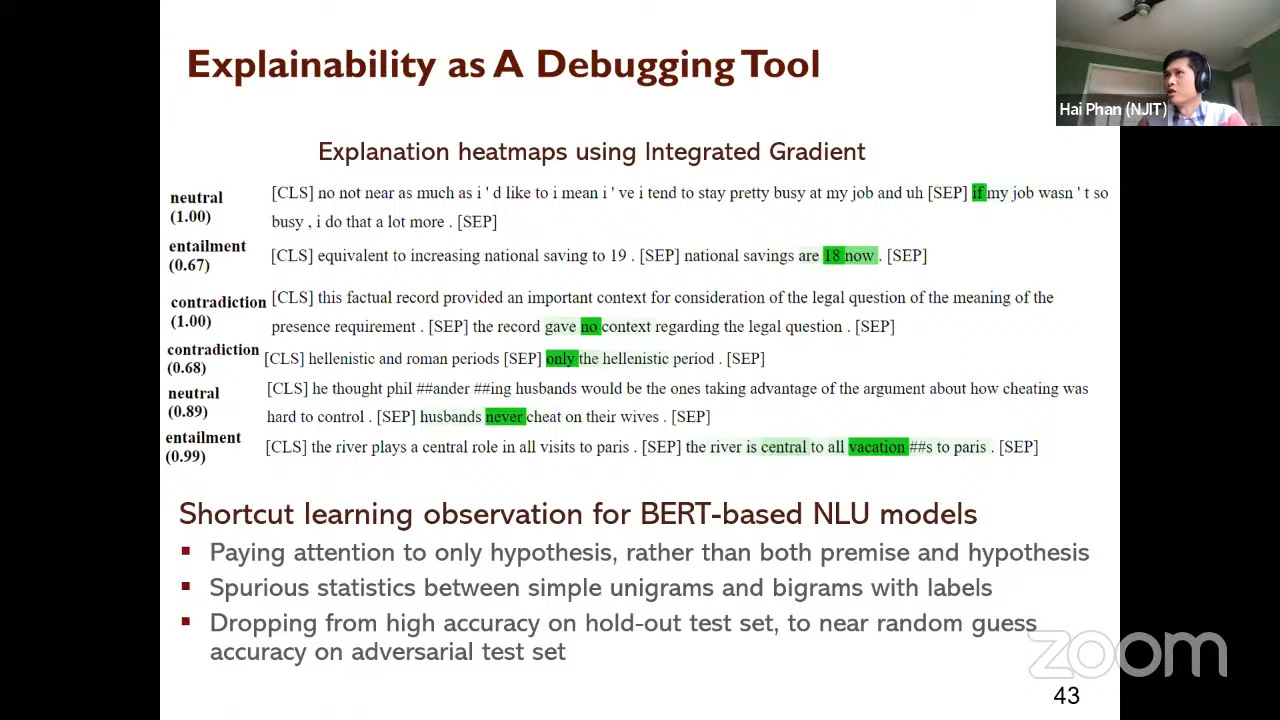 Explainability as A Debugging Tool
Hai Phan (NJIT)
Explanation heatmaps using Integrated Gradient
neutral
(1.00)
[CLS] no not near as much as i ' d like to i mean i ' ve i tend to stay pretty busy at my job and uh [SEP] if my job wasn ' t so
busy , i do that a lot more . [SEP]
entailment
(0.67)
[CLS] equivalent to increasing national saving to 19 . [SEP] national savings are 18 now . [SEP]
contradiction
(1.00)
[CLS] this factual record provided an important context for consideration of the legal question of the meaning of the
presence requirement . [SEP] the record gave no context regarding the legal question . [SEP]
contradiction
(0.68)
[CLS] hellenistic and roman periods [SEP] only the hellenistic period . [SEP]
neutral
(0.89)
[CLS] he thought phil ##ander ##ing husbands would be the ones taking advantage of the argument about how cheating was
hard to control . [SEP] husbands never cheat on their wives . [SEP]
entailment
(0.99)
[CLS] the river plays a central role in all visits to paris . [SEP] the river is central to all vacation ##s to paris . [SEP]
Shortcut learning observation for BERT-based NLU models
▪ Paying attention to only hypothesis, rather than both premise and hypothesis
▪ Spurious statistics between simple unigrams and bigrams with labels
▪ Dropping from high accuracy on hold-out test set, to near random guess
accuracy on adversarial test set
zoom
43